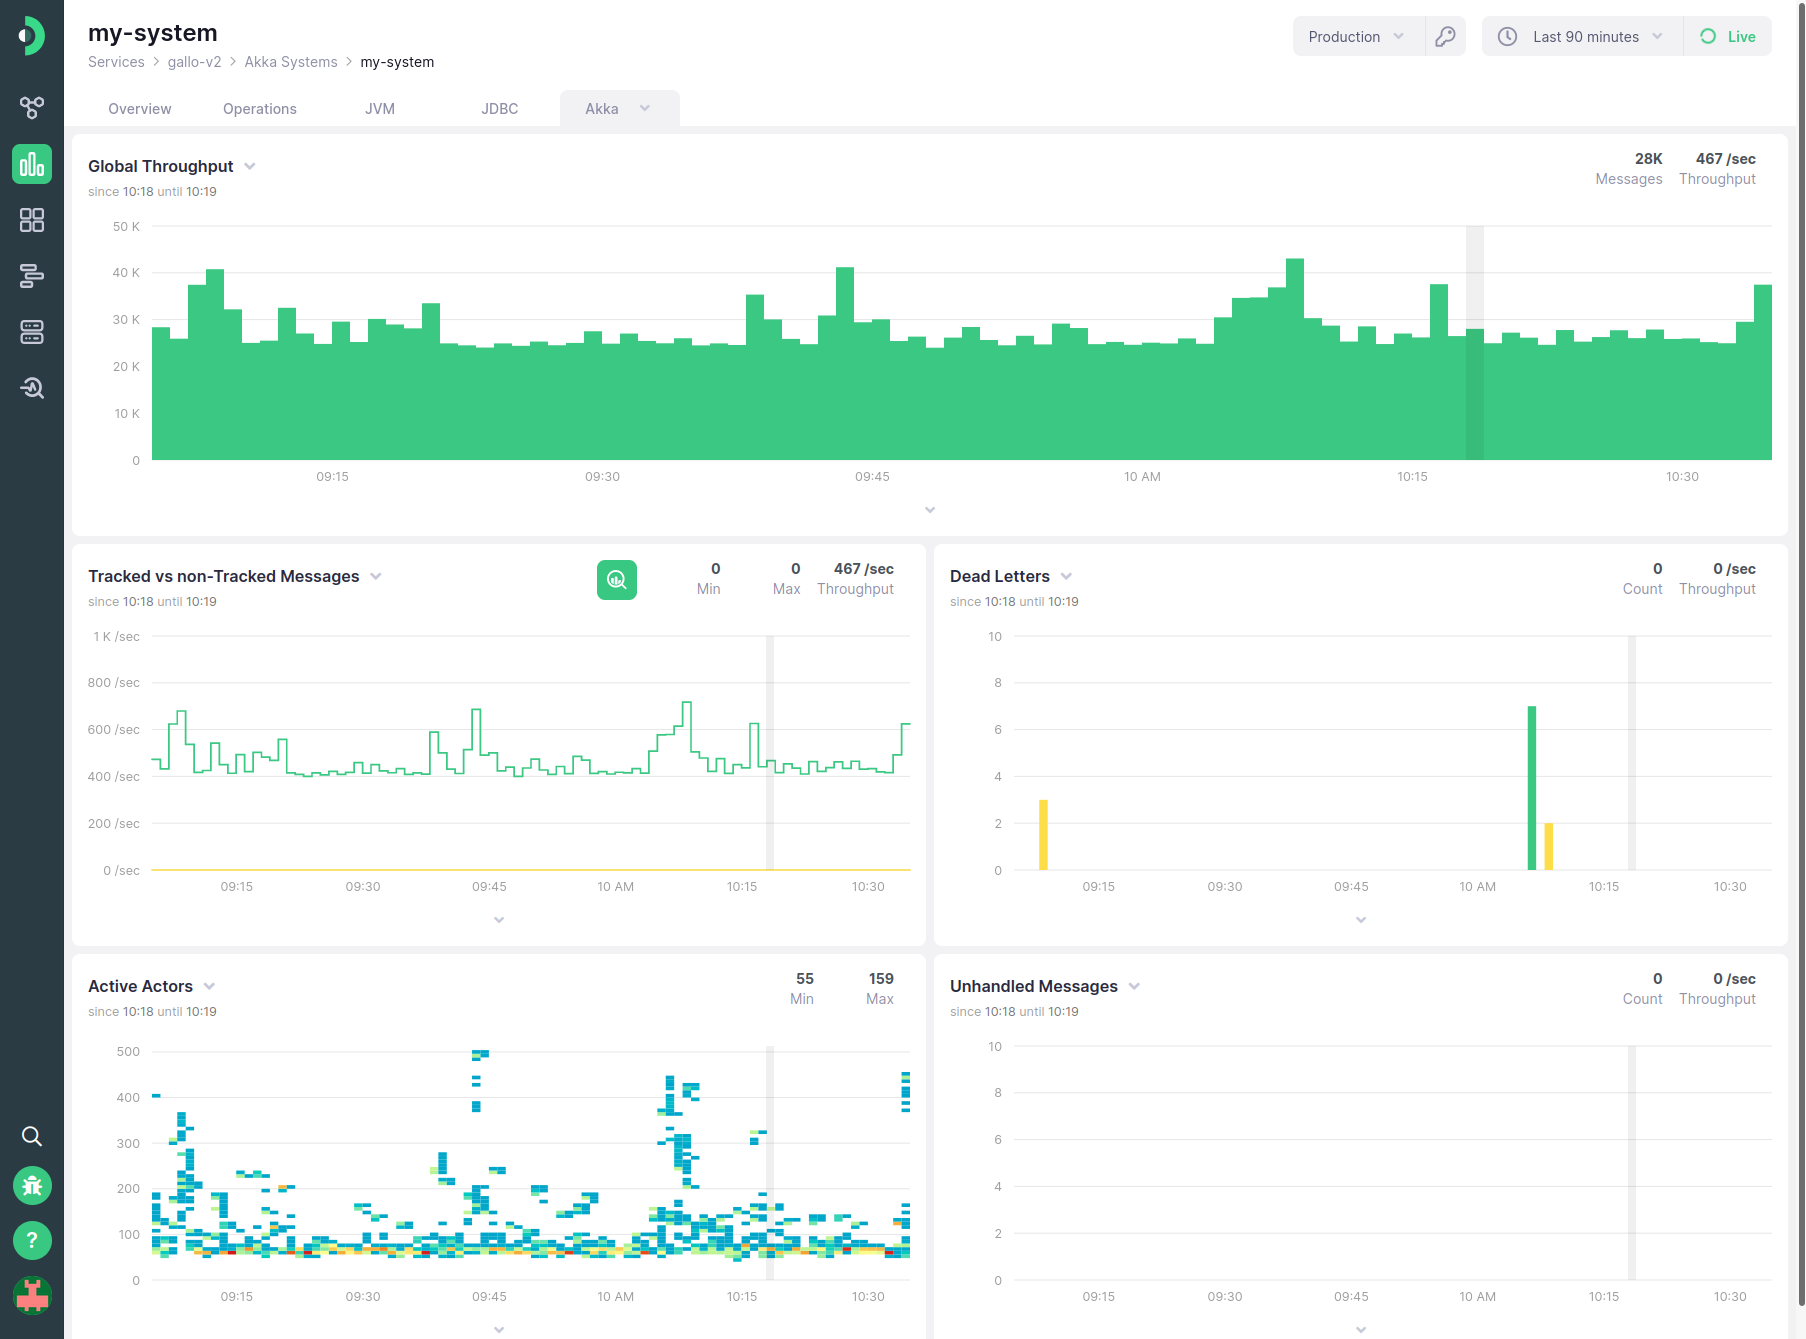 my-system
Services > gallo-v2 > Akka Systems > my-system
Production
Last 90 minutes
Live
Overview
Operations
JVM
JDBC
Akka
Global Throughput
since 10:18 until 10:19
28K
Messages
467 /sec
Throughput
50 K
40 K
30 K
20 K
10 K
0
09:15
09:30
09:45
10 AM
10:15
10:30
Tracked vs non-Tracked Messages
since 10:18 until 10:19
0
Min
0
Max
467 /sec
Throughput
1 K /sec
800 /sec
600 /sec
400 /sec
200 /sec
0 /sec
09:15
09:30
09:45
10 AM
10:15
10:30
Dead Letters
since 10:18 until 10:19
0
Count
0 /sec
Throughput
10
8
6
4
2
0
09:15
09:30
09:45
10 AM
10:15
10:30
Active Actors
since 10:18 until 10:19
55
Min
159
Max
500
400
300
200
100
0
09:15
09:30
09:45
10 AM
10:15
10:30
Unhandled Messages
since 10:18 until 10:19
0
Count
0 /sec
Throughput
10
8
6
4
2
0
09:15
09:30
09:45
10 AM
10:15
10:30
?